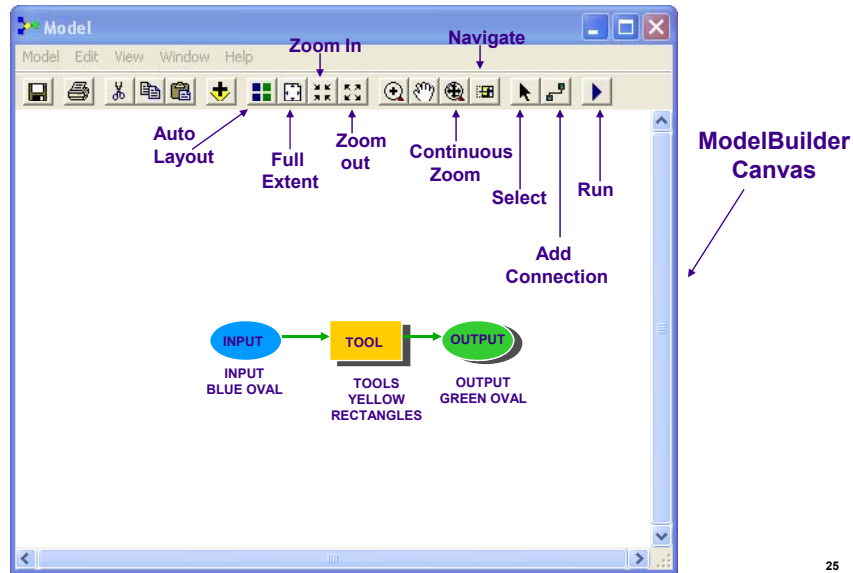 Model
Model Edit View Window Help
Zoom In
Navigate
Auto
Layout
Full
Extent
Zoom
out
Continuous
Zoom
Select
Run
Add
Connection
ModelBuilder
Canvas
INPUT
TOOL
OUTPUT
INPUT
BLUE OVAL
TOOLS
YELLOW
RECTANGLES
OUTPUT
GREEN OVAL
25